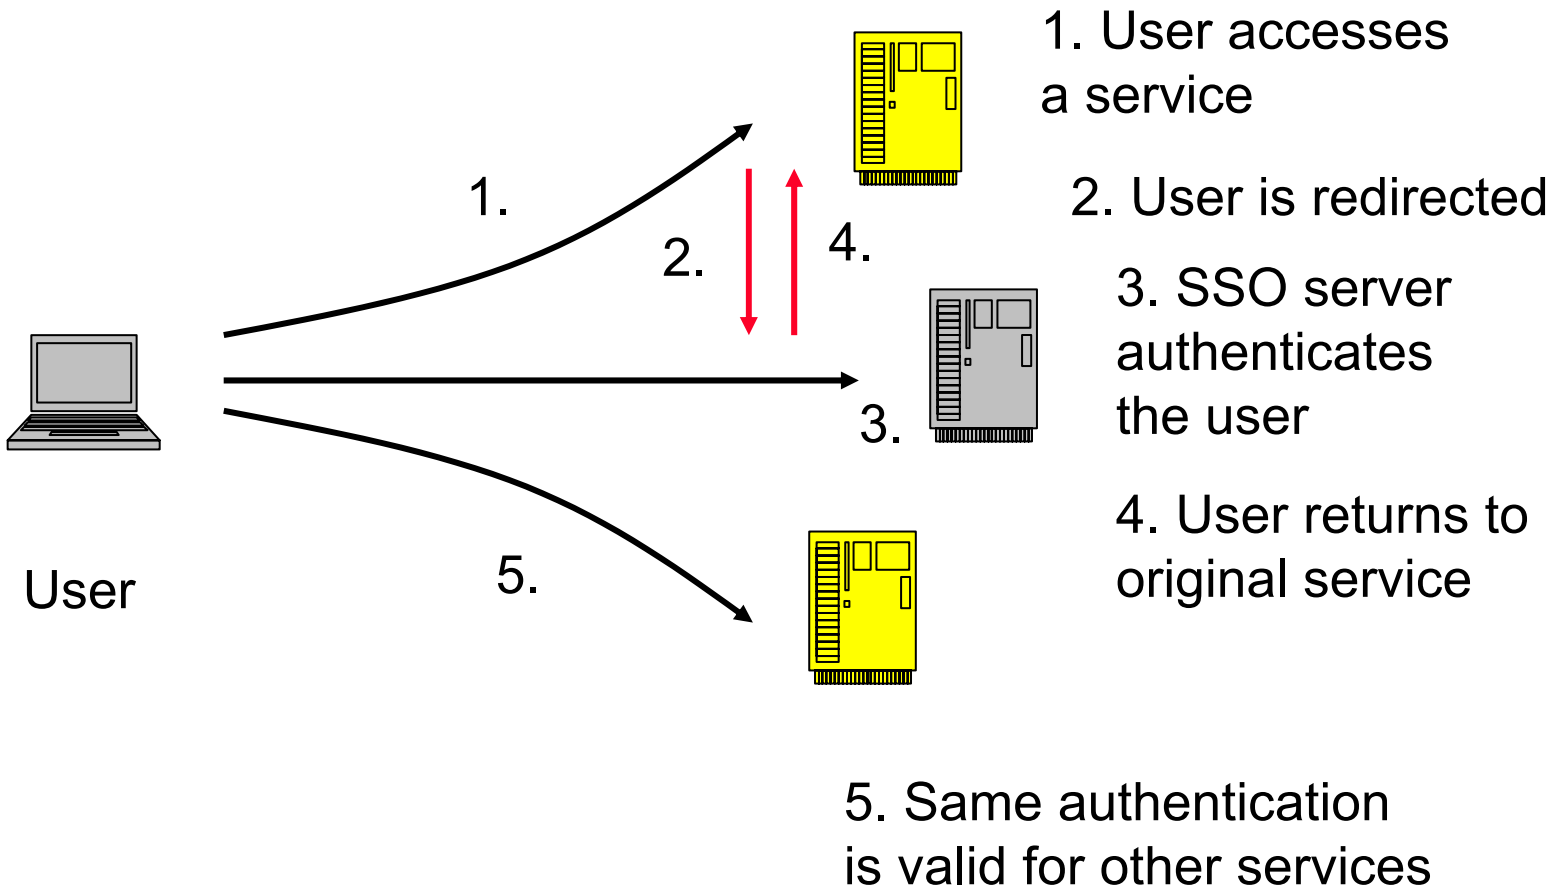 1. User accesses
a service
1.
2. User is redirected
2.
4.
3. SSO server
authenticates
the user
3.
4. User returns to
original service
User
5.
5. Same authentication
is valid for other services